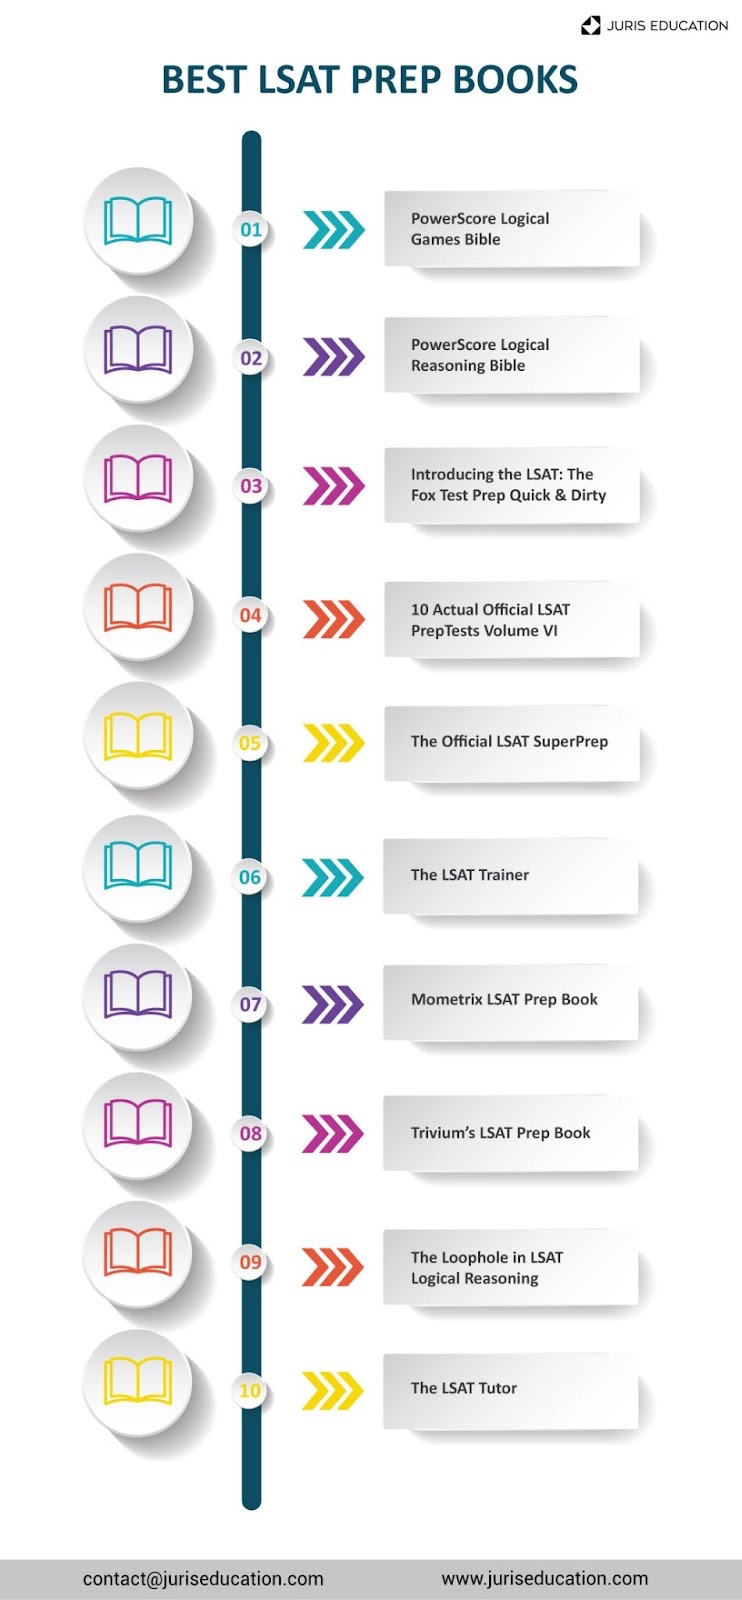 JURIS EDUCATION
BEST LSAT PREP BOOKS
01
PowerScore Logical
Games Bible
02
PowerScore Logical
Reasoning Bible
03
Introducing the LSAT: The
Fox Test Prep Quick & Dirty
04
10 Actual Official LSAT
PrepTests Volume VI
05
The Official LSAT SuperPrep
06
The LSAT Trainer
07
Mometrix LSAT Prep Book
08
Trivium’s LSAT Prep Book
09
The Loophole in LSAT
Logical Reasoning
10
The LSAT Tutor
contact@juriseducation.com
www.juriseducation.com